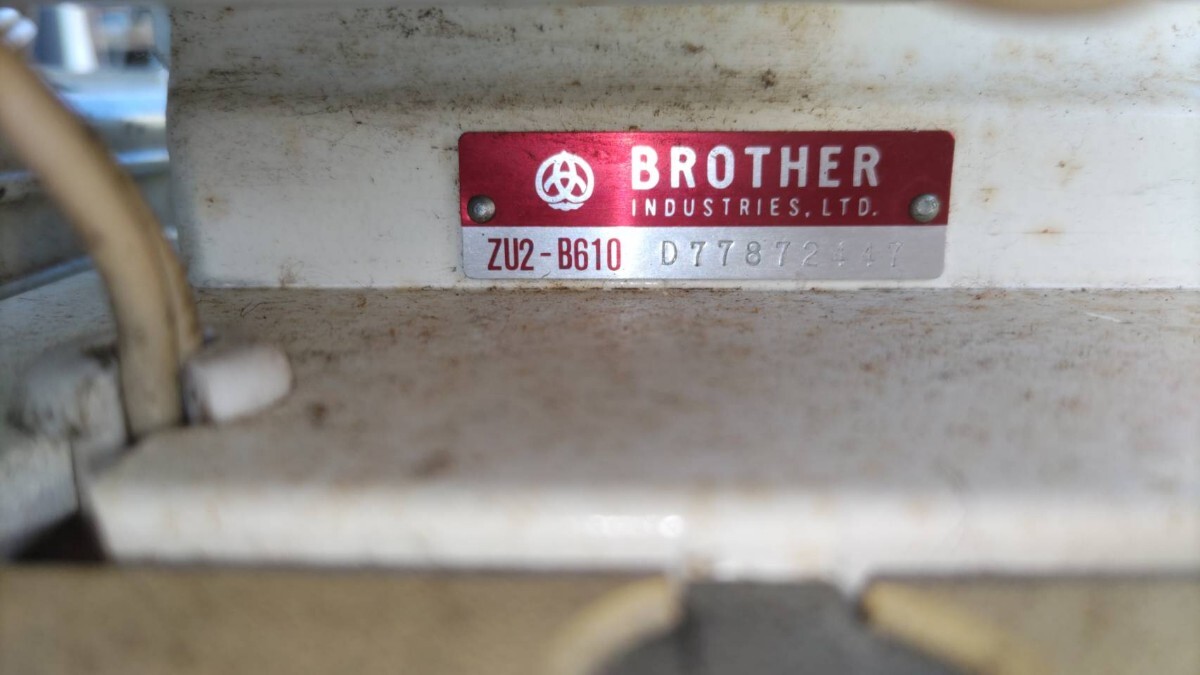 BROTHER
INDUSTRIES, LTD.
ZU2-B610